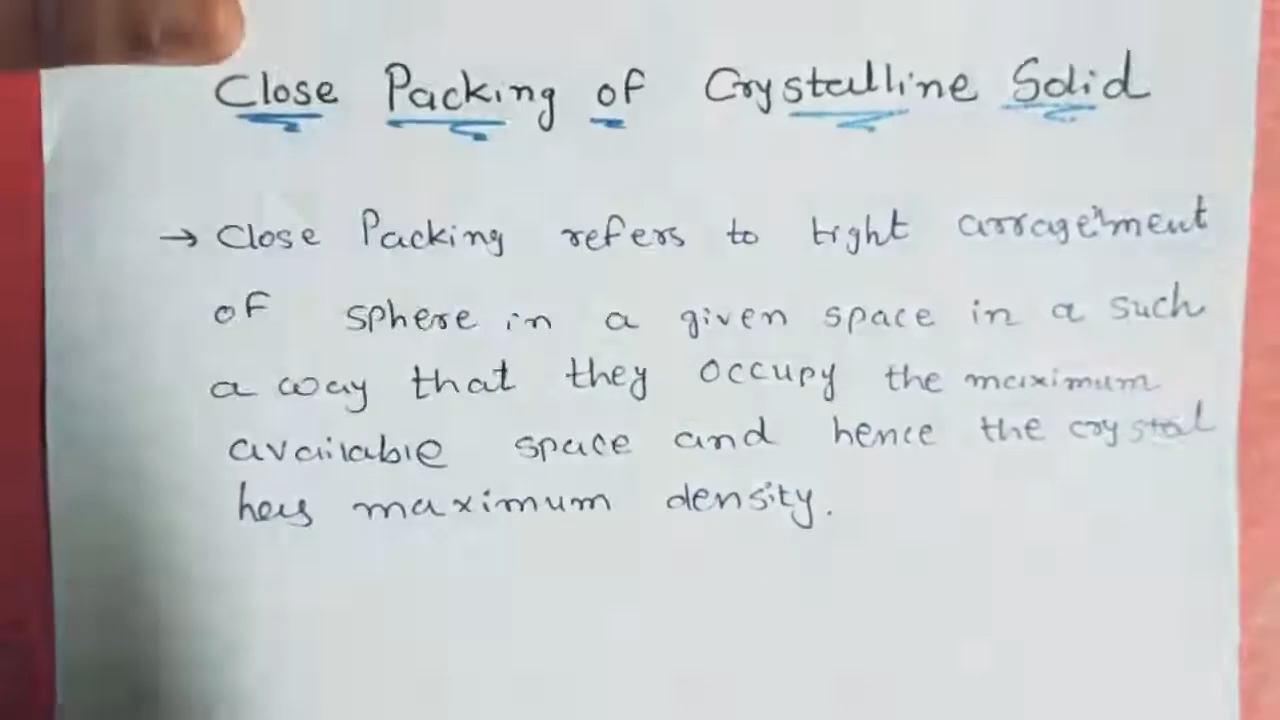 Close Packing of Crystalline Solid
→ Close Packing refers to tight arragement
of sphere in a given space in a such
a way that they occupy the maximum
available space and hence the crystal
has maximum density.